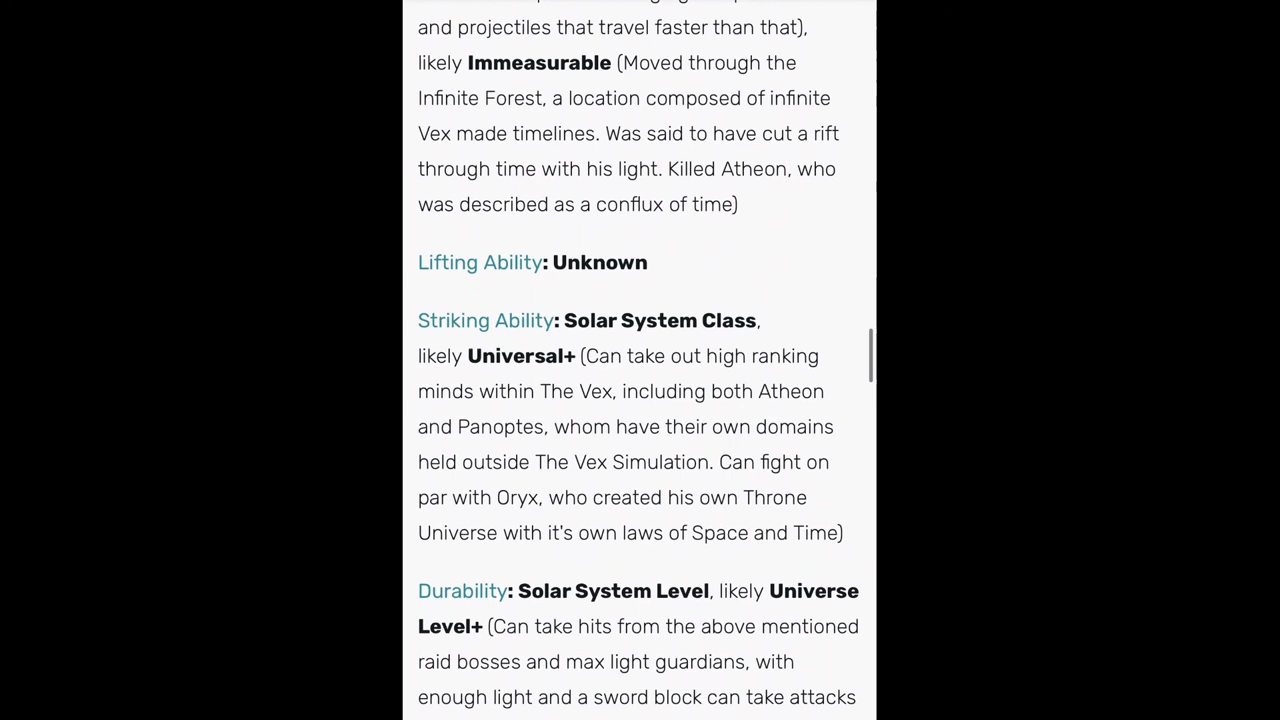 and projectiles that travel faster than that),
likely Immeasurable (Moved through the
Infinite Forest, a location composed of infinite
Vex made timelines. Was said to have cut a rift
through time with his light. Killed Atheon, who
was described as a conflux of time)
Lifting Ability: Unknown
Striking Ability: Solar System Class,
likely Universal+ (Can take out high ranking
minds within The Vex, including both Atheon
and Panoptes, whom have their own domains
held outside The Vex Simulation. Can fight on
par with Oryx, who created his own Throne
Universe with it's own laws of Space and Time)
Durability: Solar System Level, likely Universe
Level+ (Can take hits from the above mentioned
raid bosses and max light guardians, with
enough light and a sword block can take attacks